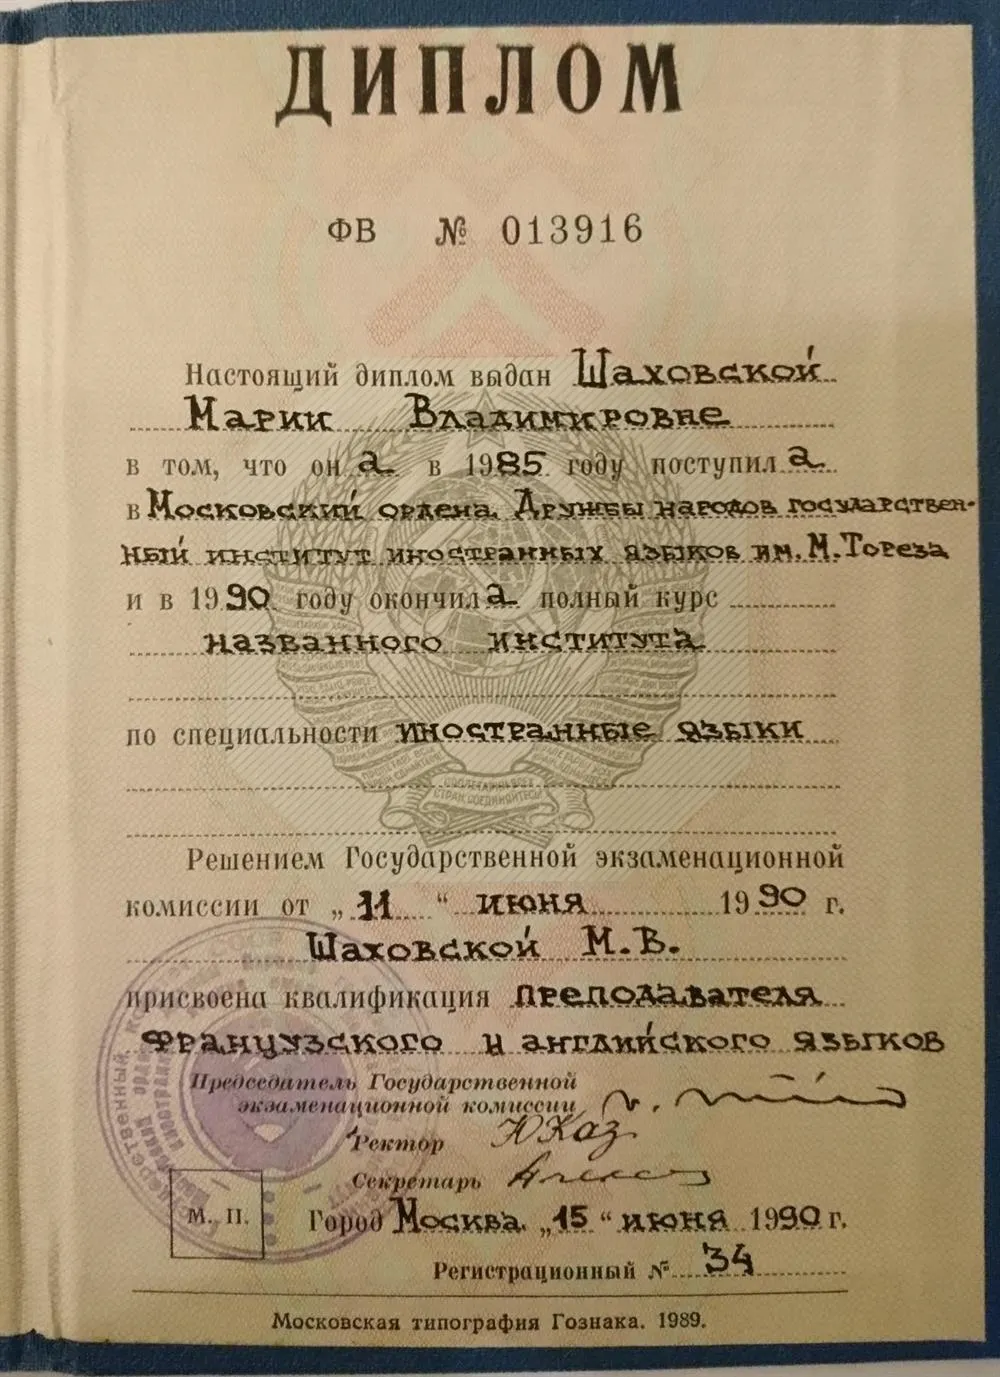 ДИПЛОМ
ФВ № 013916
Настоящий диплом выдан Шаховской
Марии Владимировне
в том, что он а в 1985 году поступил а
в Московский ордена Дружбы народов государствен-
ный институт иностранных языков им. М. Тореза
и в 1990 году окончил а полный курс
названного института
по специальности иностранные языки
Решением Государственной экзаменационной
комиссии от „11“ июня 1990 г.
Шаховской М. В.
присвоена квалификация преподавателя
французского и английского языков
Председатель Государственной
экзаменационной комиссии
Ректор
Секретарь
М. П.
Город Москва „15“ июня 1990 г.
Регистрационный № 34
Московская типография Гознака. 1989.